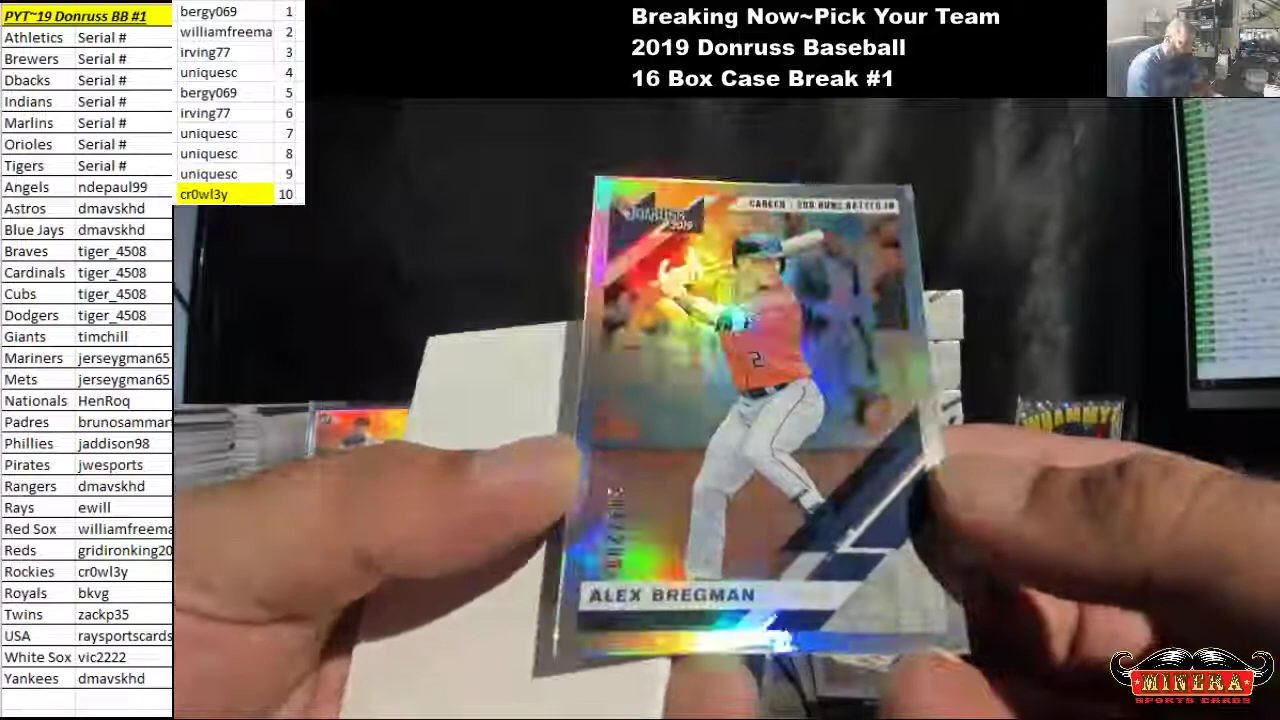 PYT~19 Donruss BB #1
Athletics Serial #
Brewers Serial #
Dbacks Serial #
Indians Serial #
Marlins Serial #
Orioles Serial #
Tigers Serial #
Angels ndepaul99
Astros dmavskhd
Blue Jays dmavskhd
Braves tiger_4508
Cardinals tiger_4508
Cubs tiger_4508
Dodgers tiger_4508
Giants timchill
Mariners jerseygman65
Mets jerseygman65
Nationals HenRoq
Padres brunosammar
Phillies jaddison98
Pirates jwesports
Rangers dmavskhd
Rays ewill
Red Sox williamfreema
Reds gridironking20
Rockies cr0wl3y
Royals bkvg
Twins zackp35
USA raysportscards
White Sox vic2222
Yankees dmavskhd
bergy069 1
williamfreema 2
irving77 3
uniquesc 4
bergy069 5
irving77 6
uniquesc 7
uniquesc 8
uniquesc 9
cr0wl3y 10
Breaking Now~Pick Your Team
2019 Donruss Baseball
16 Box Case Break #1
2
ALEX BREGMAN
MINERA
SPORTS CARDS